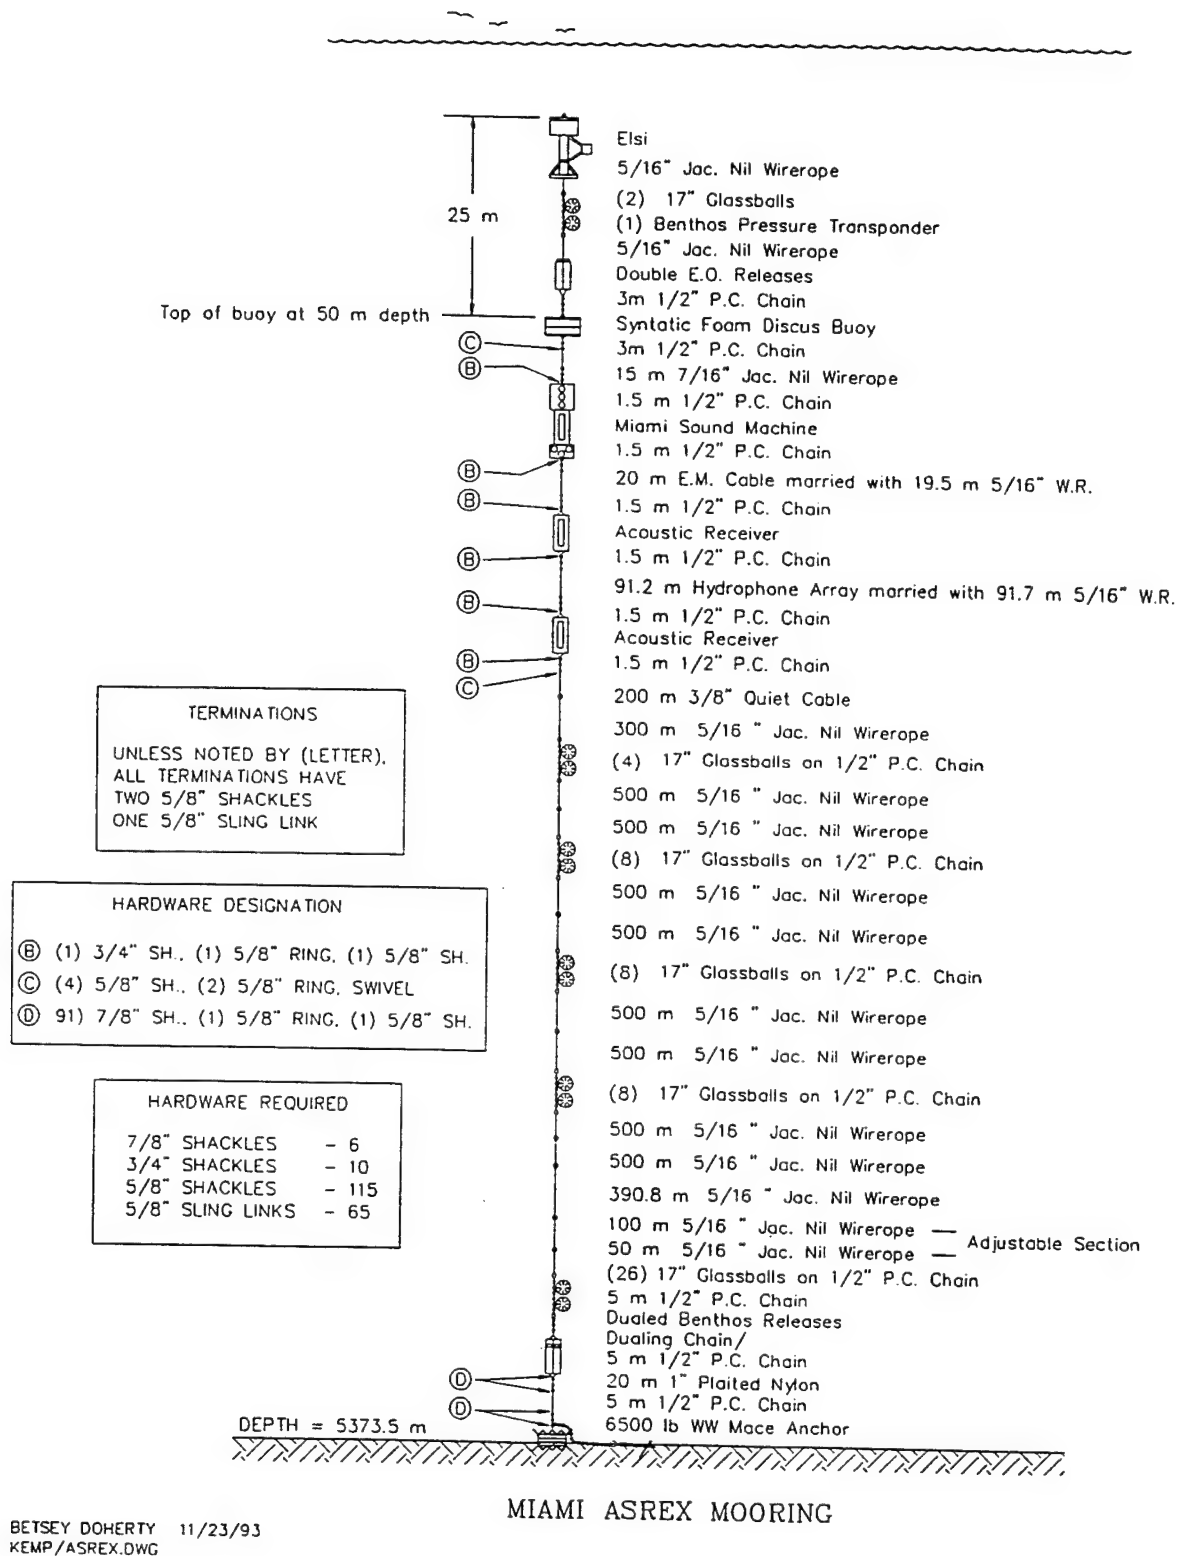 Elsi
5/16" Jac. Nil Wirerope
(2) 17" Glassballs
25 m
(1) Benthos Pressure Transponder
5/16" Jac. Nil Wirerope
Double E.O. Releases
3m 1/2" P.C. Chain
Top of buoy at 50 m depth
Syntatic Foam Discus Buoy
C
3m 1/2" P.C. Chain
B
15 m 7/16" Jac. Nil Wirerope
1.5 m 1/2" P.C. Chain
Miami Sound Machine
1.5 m 1/2" P.C. Chain
B
20 m E.M. Cable married with 19.5 m 5/16" W.R.
B
1.5 m 1/2" P.C. Chain
Acoustic Receiver
B
1.5 m 1/2" P.C. Chain
91.2 m Hydrophone Array married with 91.7 m 5/16" W.R.
B
1.5 m 1/2" P.C. Chain
Acoustic Receiver
B
1.5 m 1/2" P.C. Chain
C
200 m 3/8" Quiet Cable
300 m 5/16 " Jac. Nil Wirerope
(4) 17" Glassballs on 1/2" P.C. Chain
500 m 5/16 " Jac. Nil Wirerope
500 m 5/16 " Jac. Nil Wirerope
(8) 17" Glassballs on 1/2" P.C. Chain
500 m 5/16 " Jac. Nil Wirerope
500 m 5/16 " Jac. Nil Wirerope
(8) 17" Glassballs on 1/2" P.C. Chain
500 m 5/16 " Jac. Nil Wirerope
500 m 5/16 " Jac. Nil Wirerope
(8) 17" Glassballs on 1/2" P.C. Chain
500 m 5/16 " Jac. Nil Wirerope
500 m 5/16 " Jac. Nil Wirerope
390.8 m 5/16 " Jac. Nil Wirerope
100 m 5/16 " Jac. Nil Wirerope
50 m 5/16 " Jac. Nil Wirerope
Adjustable Section
(26) 17" Glassballs on 1/2" P.C. Chain
5 m 1/2" P.C. Chain
Dualed Benthos Releases
Dualing Chain/
5 m 1/2" P.C. Chain
D
20 m 1" Plaited Nylon
D
5 m 1/2" P.C. Chain
6500 lb WW Mace Anchor
DEPTH = 5373.5 m
TERMINATIONS
UNLESS NOTED BY (LETTER),
ALL TERMINATIONS HAVE
TWO 5/8" SHACKLES
ONE 5/8" SLING LINK
HARDWARE DESIGNATION
B (1) 3/4" SH., (1) 5/8" RING, (1) 5/8" SH.
C (4) 5/8" SH., (2) 5/8" RING, SWIVEL
D 91) 7/8" SH., (1) 5/8" RING, (1) 5/8" SH.
HARDWARE REQUIRED
7/8" SHACKLES - 6
3/4" SHACKLES - 10
5/8" SHACKLES - 115
5/8" SLING LINKS - 65
MIAMI ASREX MOORING
BETSEY DOHERTY 11/23/93
KEMP/ASREX.DWG